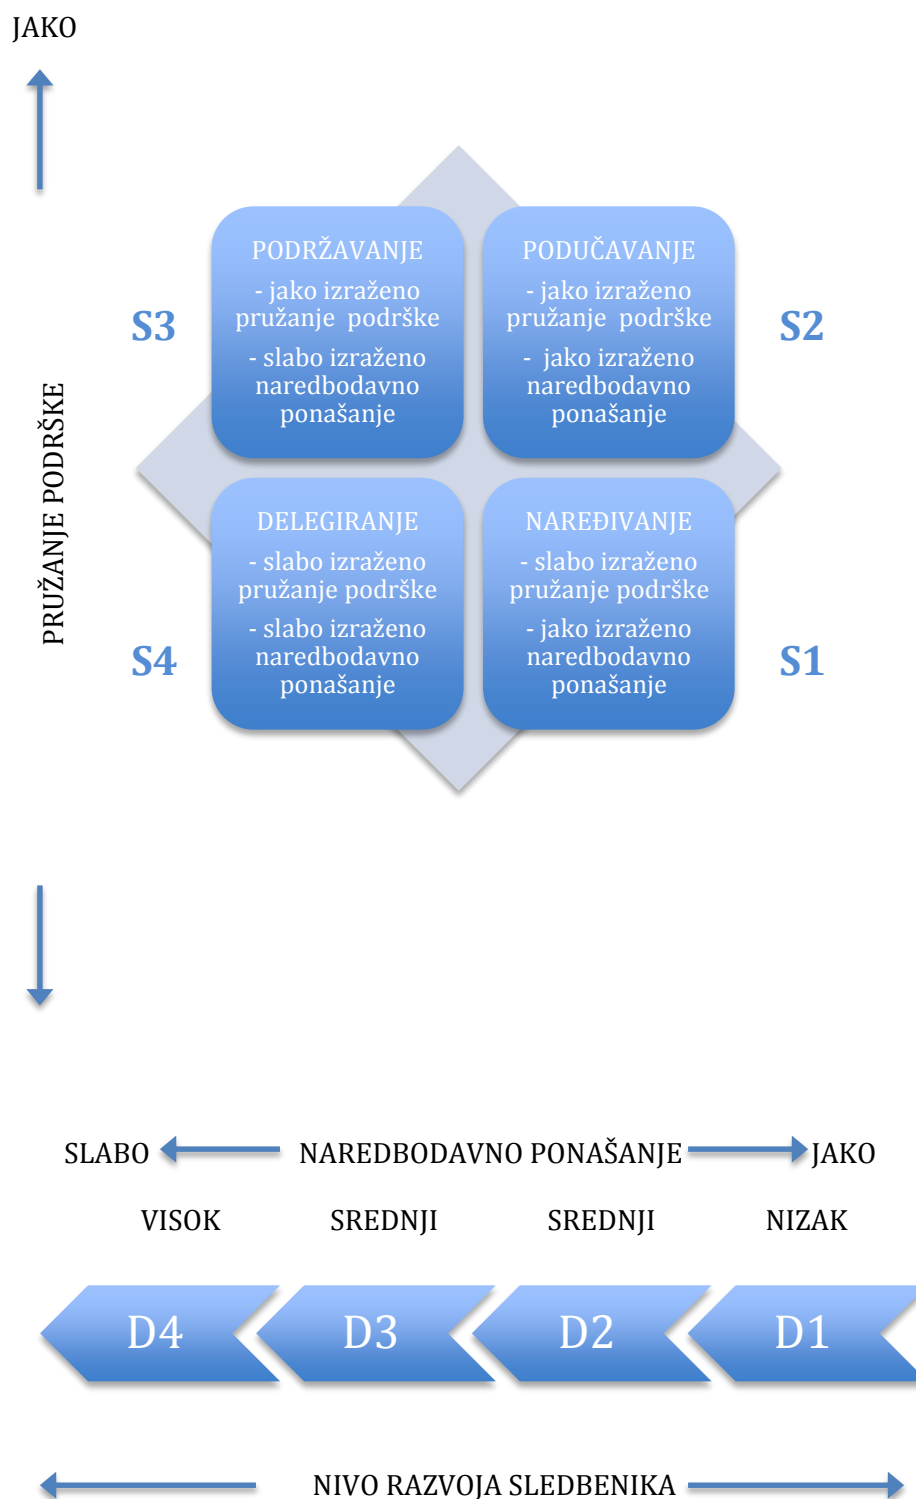 JAKO
PRUŽANJE PODRŠKE
S3
PODRŽAVANJE
- jako izraženo
pružanje  podrške
- slabo izraženo
naredbodavno
ponašanje
PODUČAVANJE
- jako izraženo
pružanje  podrške
-  jako izraženo
naredbodavno
ponašanje
S2
S4
DELEGIRANJE
- slabo izraženo
pružanje podrške
- slabo izraženo
naredbodavno
ponašanje
NAREĐIVANJE
- slabo izraženo
pružanje podrške
- jako izraženo
naredbodavno
ponašanje
S1
SLABO NAREDBODAVNO PONAŠANJE JAKO
VISOK SREDNJI SREDNJI NIZAK
D4 D3 D2 D1
NIVO RAZVOJA SLEDBENIKA